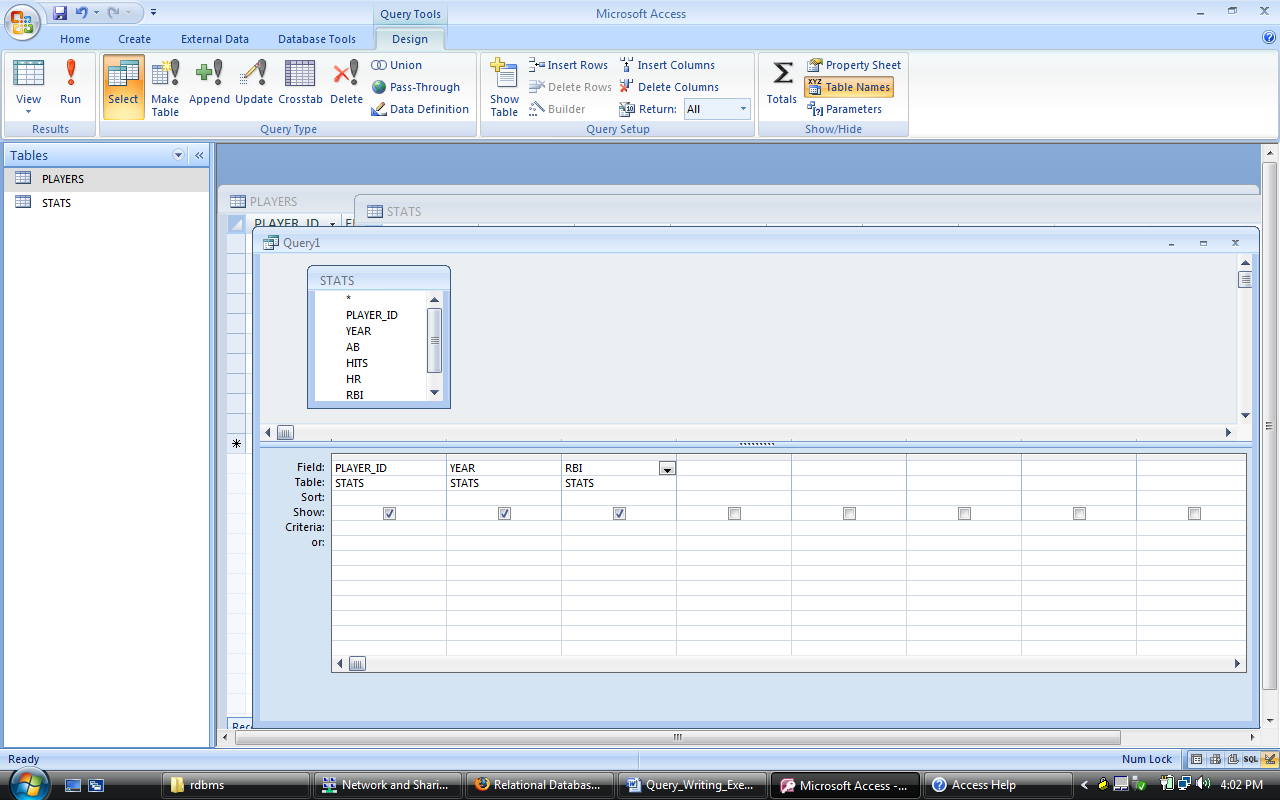 Query Tools
Microsoft Access
Home Create External Data Database Tools Design
View
Run
Results
Select
Make Table
Append
Update
Crosstab
Delete
Union
Pass-Through
Data Definition
Query Type
Show Table
Insert Rows
Delete Rows
Builder
Insert Columns
Delete Columns
Return: All
Query Setup
Σ
Totals
Property Sheet
XYZ Table Names
[?] Parameters
Show/Hide
Tables
PLAYERS
STATS
PLAYERS
PLAYER_ID
STATS
Query1
STATS
*
PLAYER_ID
YEAR
AB
HITS
HR
RBI
Field: PLAYER_ID YEAR RBI
Table: STATS STATS STATS
Sort:
Show:
Criteria:
or:
Ready
Num Lock
SQL
rdbms
Network and Shari...
Relational Databas...
Query_Writing_Exe...
Microsoft Access -...
Access Help
4:02 PM